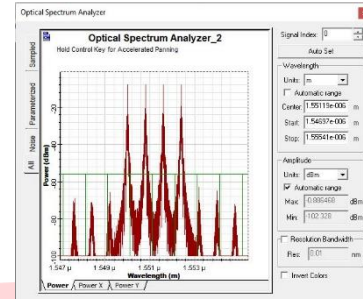 Optical Spectrum Analyzer
Optical Spectrum Analyzer_2
Hold Control Key for Accelerated Panning
Signal Index: 0
Auto Set
Wavelength
Units: m
Automatic range
Center: 1.55119e-006 m
Start: 1.54697e-006 m
Stop: 1.55541e-006 m
Amplitude
Units: dBm
Automatic range
Max: dBm
Min: -102.328 dBm
Resolution Bandwidth
Res: 0.01 nm
Invert Colors
Sampled
Parameterized
Noise
All
Power (dBm)
-20
-40
-60
-80
-100
1.547 µ 1.549 µ 1.551 µ 1.553 µ
Wavelength (m)
Power Power X Power Y